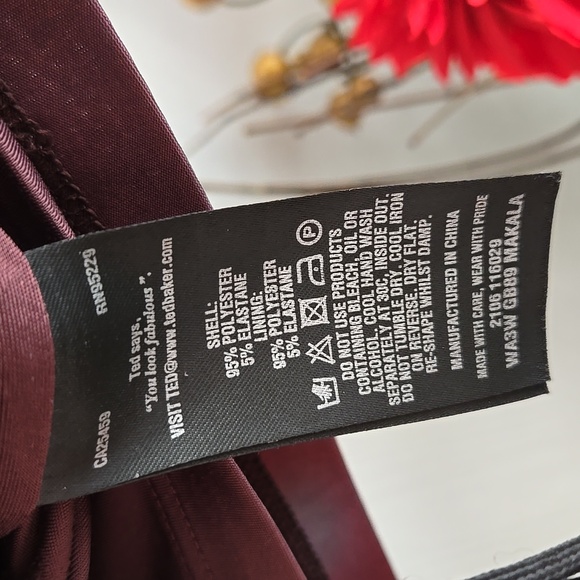 CA25459 RN95229
Ted says,
"You look fabulous".
VISIT TED@www.tedbaker.com
SHELL:
95% POLYESTER
5% ELASTANE
LINING:
95% POLYESTER
5% ELASTANE
P
DO NOT USE PRODUCTS
CONTAINING BLEACH, OIL OR
ALCOHOL, COOL HAND WASH
SEPARATELY AT 30C, INSIDE OUT.
DO NOT TUMBLE DRY, COOL IRON
ON REVERSE, DRY FLAT.
RE-SHAPE WHILST DAMP.
MANUFACTURED IN CHINA
MADE WITH CARE, WEAR WITH PRIDE
2106 116029
WA3W GB89 MAKALA